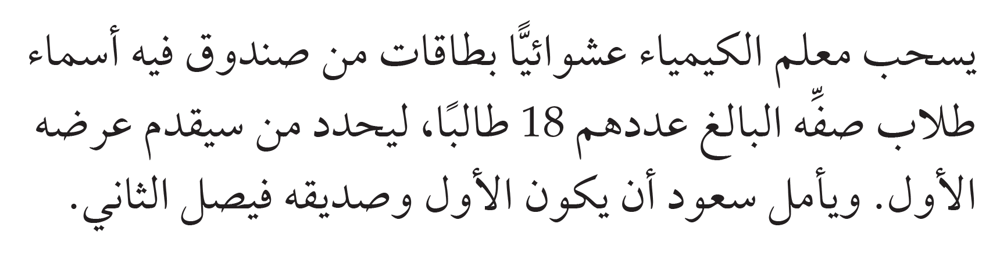 يسحب معلم الكيمياء عشوائيًّا بطاقات من صندوق فيه أسماء
طلاب صفِّه البالغ عددهم 18 طالبًا، ليحدد من سيقدم عرضه
الأول. ويأمل سعود أن يكون الأول وصديقه فيصل الثاني.